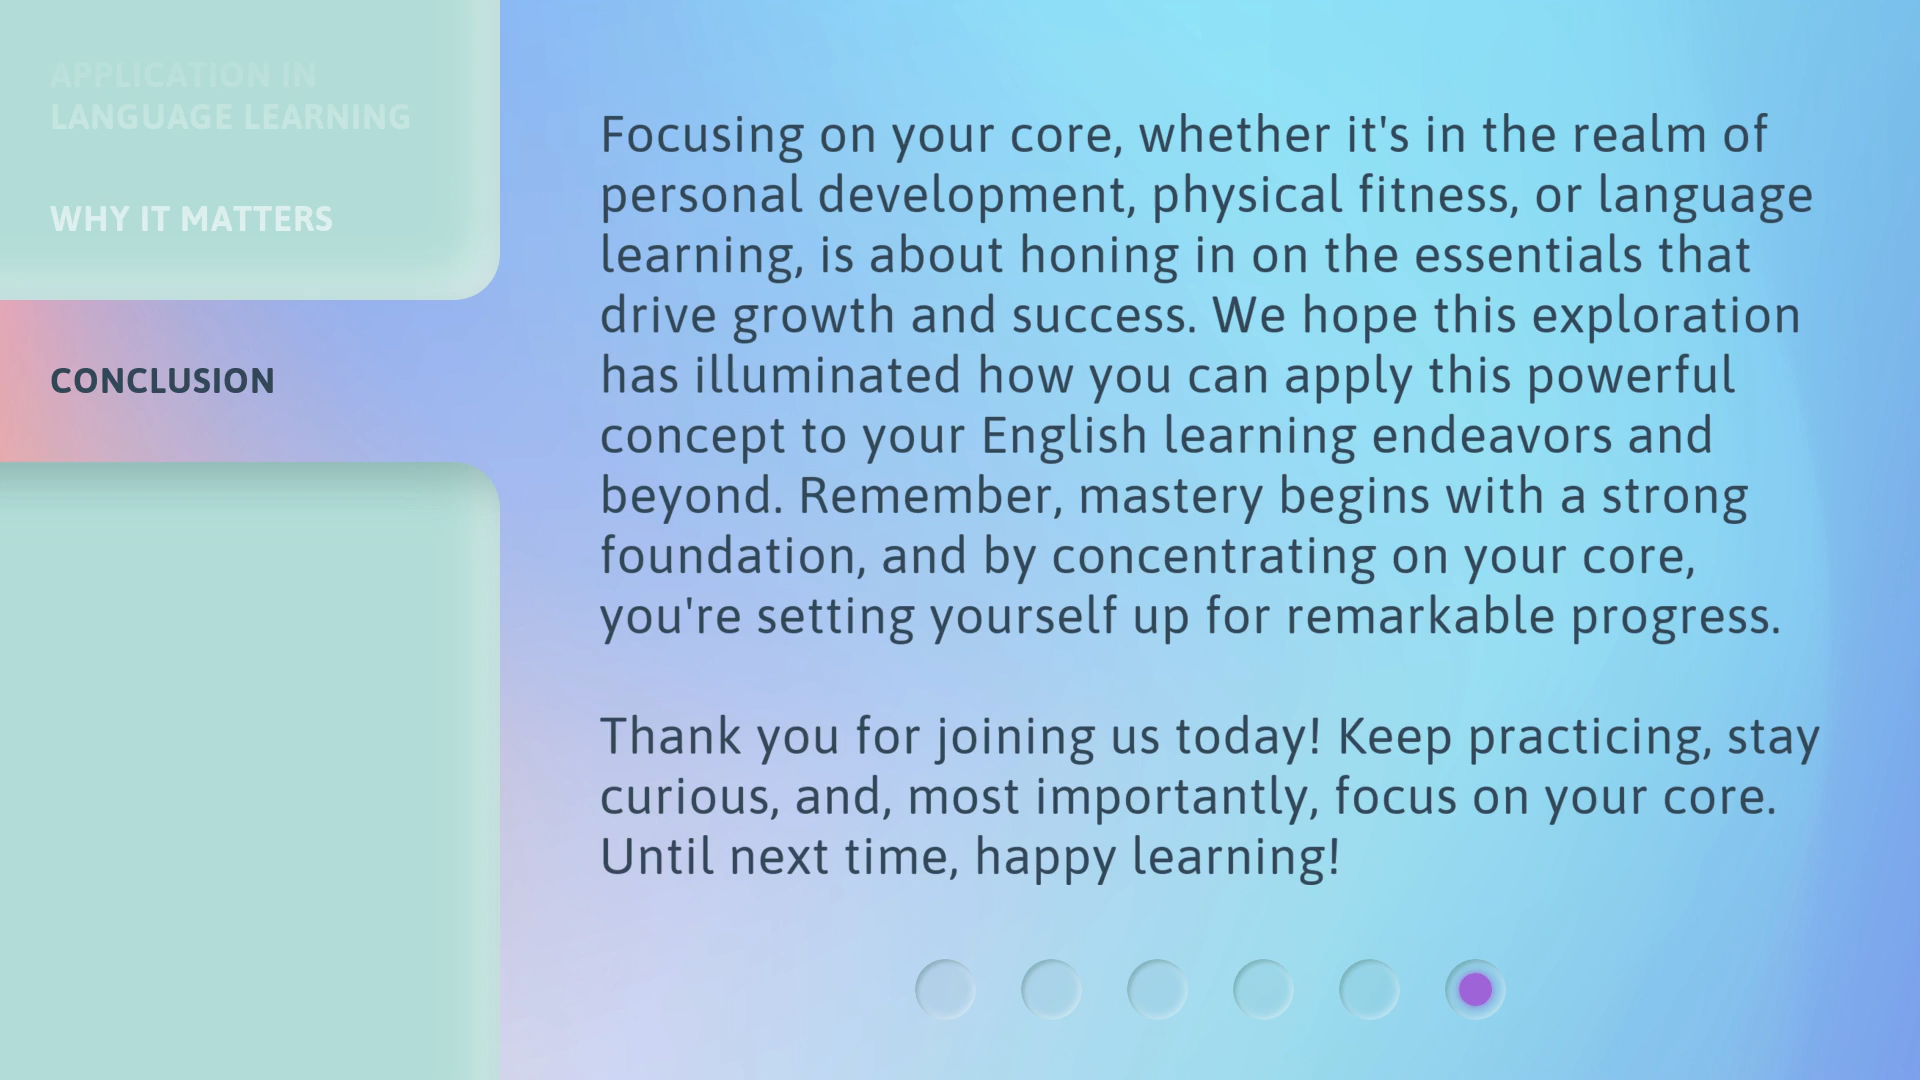 APPLICATION IN
LANGUAGE LEARNING
WHY IT MATTERS
CONCLUSION
Focusing on your core, whether it's in the realm of
personal development, physical fitness, or language
learning, is about honing in on the essentials that
drive growth and success. We hope this exploration
has illuminated how you can apply this powerful
concept to your English learning endeavors and
beyond. Remember, mastery begins with a strong
foundation, and by concentrating on your core,
you're setting yourself up for remarkable progress.
Thank you for joining us today! Keep practicing, stay
curious, and, most importantly, focus on your core.
Until next time, happy learning!